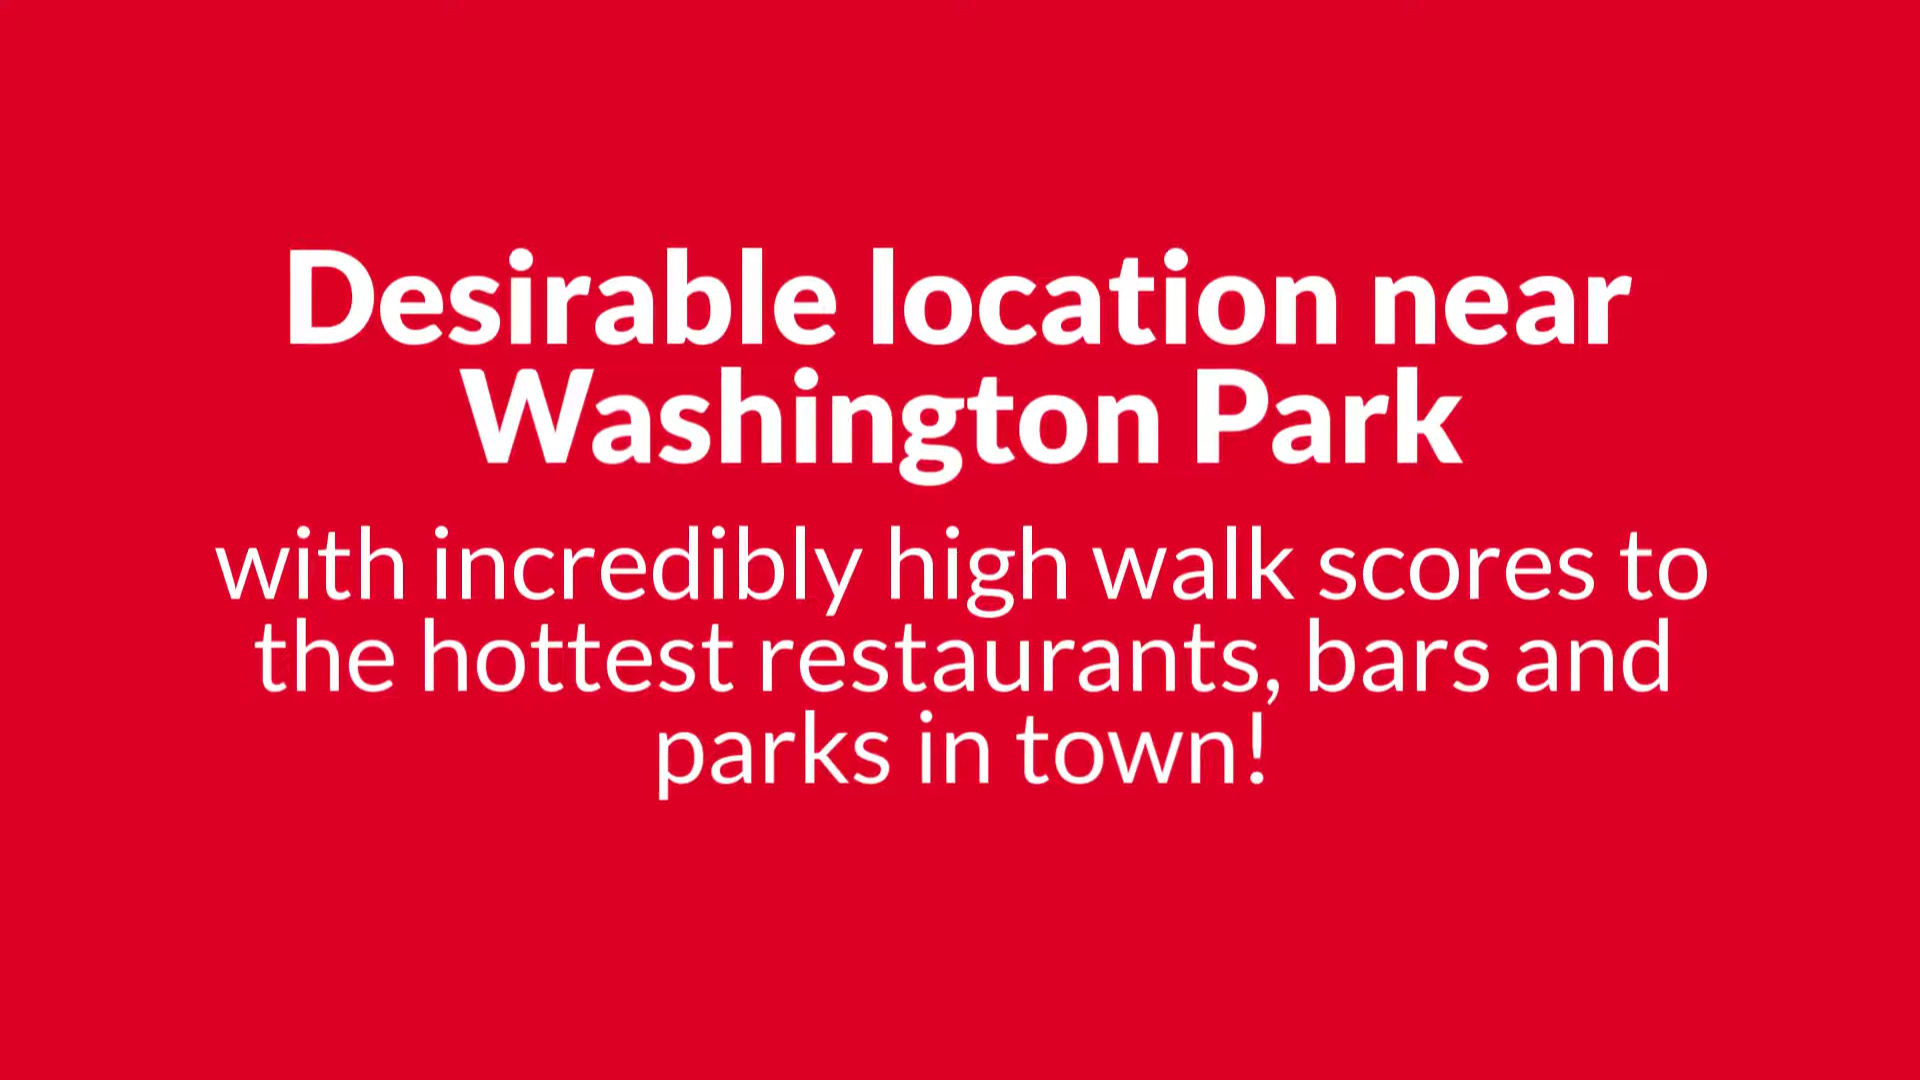 Desirable location near
Washington Park
with incredibly high walk scores to
the hottest restaurants, bars and
parks in town!